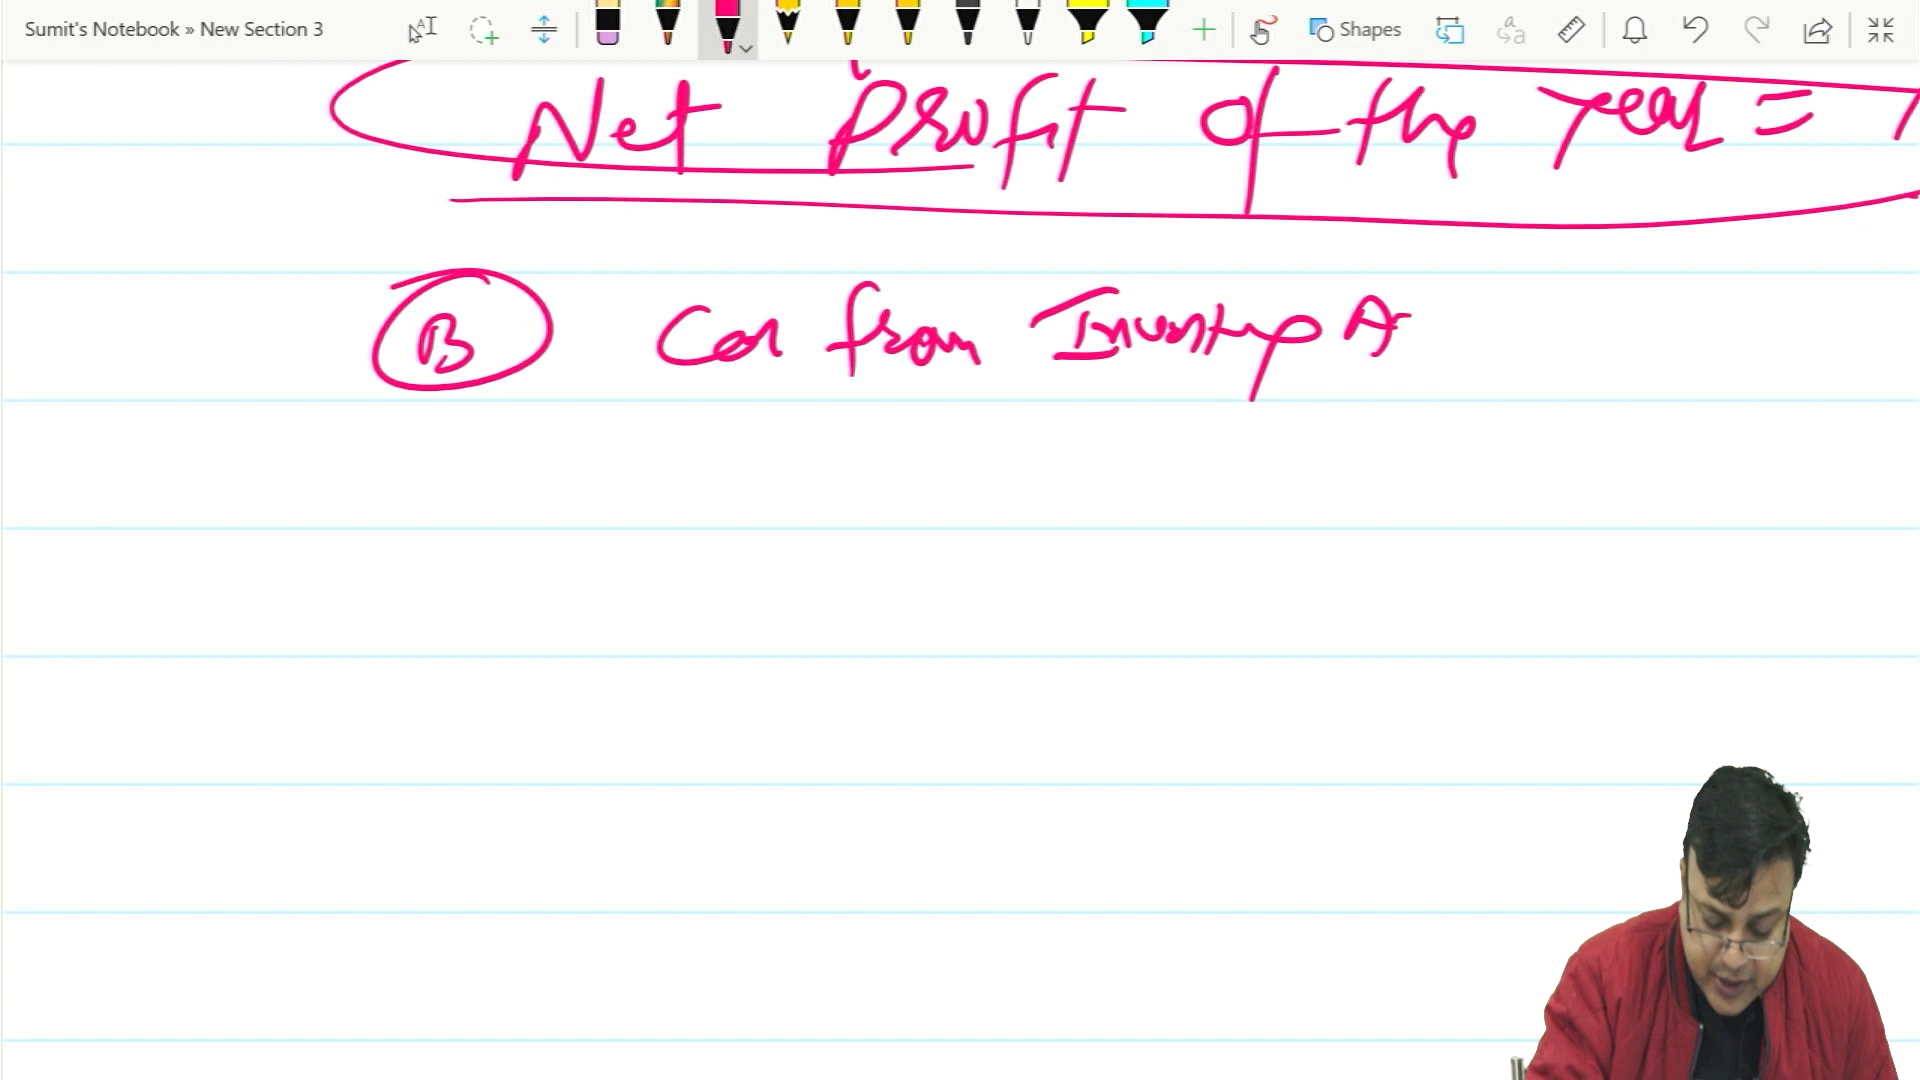 Sumit's Notebook » New Section 3
Shapes
Net profit of the Year =
B Cash from Investing A